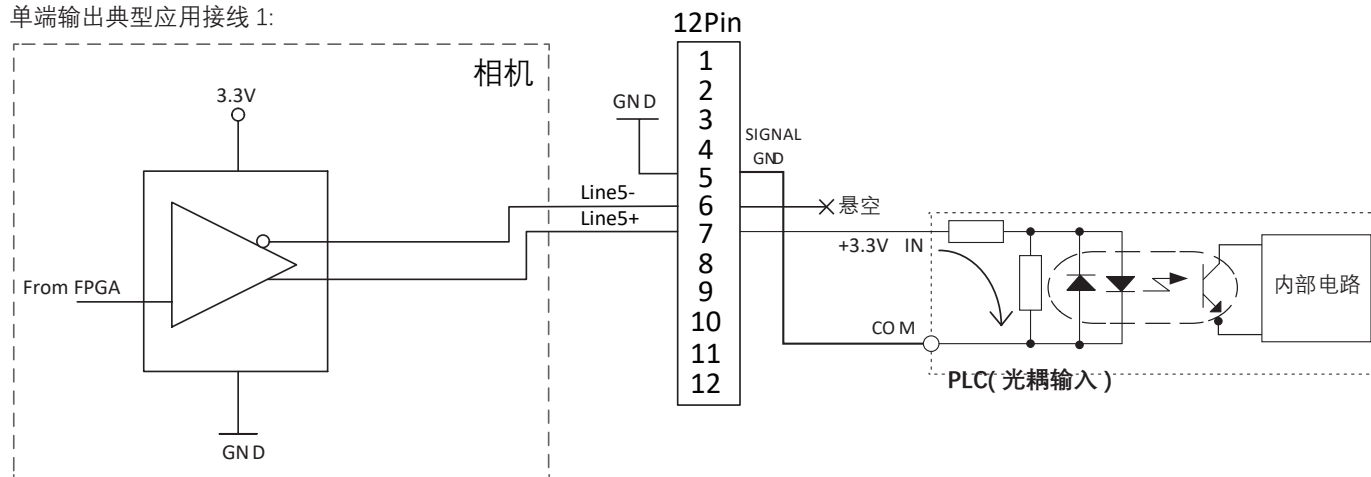 单端输出典型应用接线 1:
12Pin
相机
3.3V
From FPGA
GND
Line5-
Line5+
GND
1
2
3
4
5
6
7
8
9
10
11
12
SIGNAL
GND
悬空
+3.3V IN
COM
内部电路
PLC( 光耦输入 )